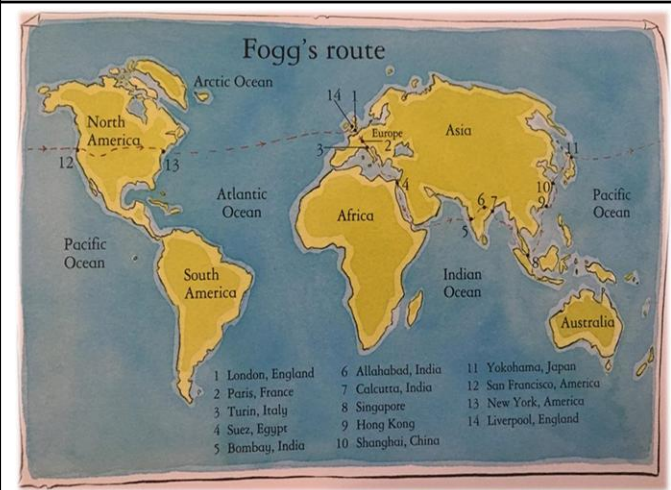 Fogg's route
Arctic Ocean
14 1
North
America
Europe
Asia
12
13
3
2
4
11
10
9
Atlantic
Ocean
Africa
6 7
5
8
Pacific
Ocean
Pacific
Ocean
South
America
Indian
Ocean
Australia
1 London, England
2 Paris, France
3 Turin, Italy
4 Suez, Egypt
5 Bombay, India
6 Allahabad, India
7 Calcutta, India
8 Singapore
9 Hong Kong
10 Shanghai, China
11 Yokohama, Japan
12 San Francisco, America
13 New York, America
14 Liverpool, England